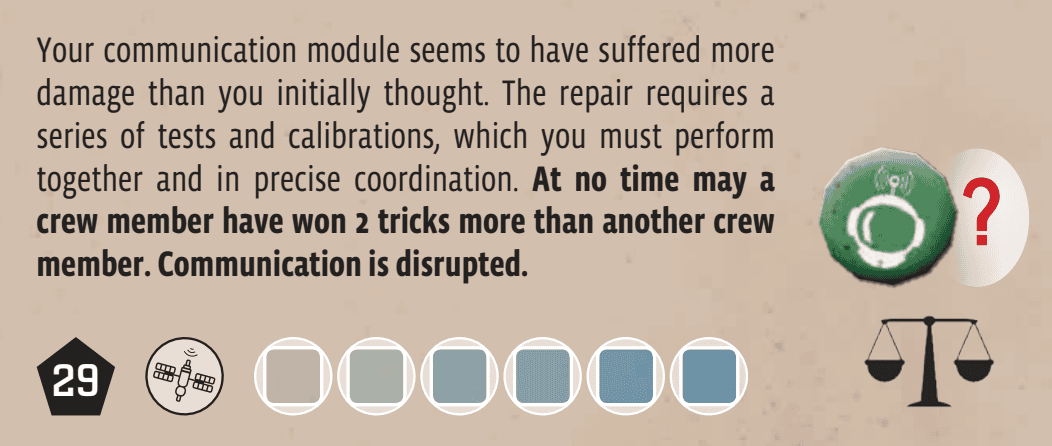 Your communication module seems to have suffered more
damage than you initially thought. The repair requires a
series of tests and calibrations, which you must perform
together and in precise coordination. At no time may a
crew member have won 2 tricks more than another crew
member. Communication is disrupted.
?
29